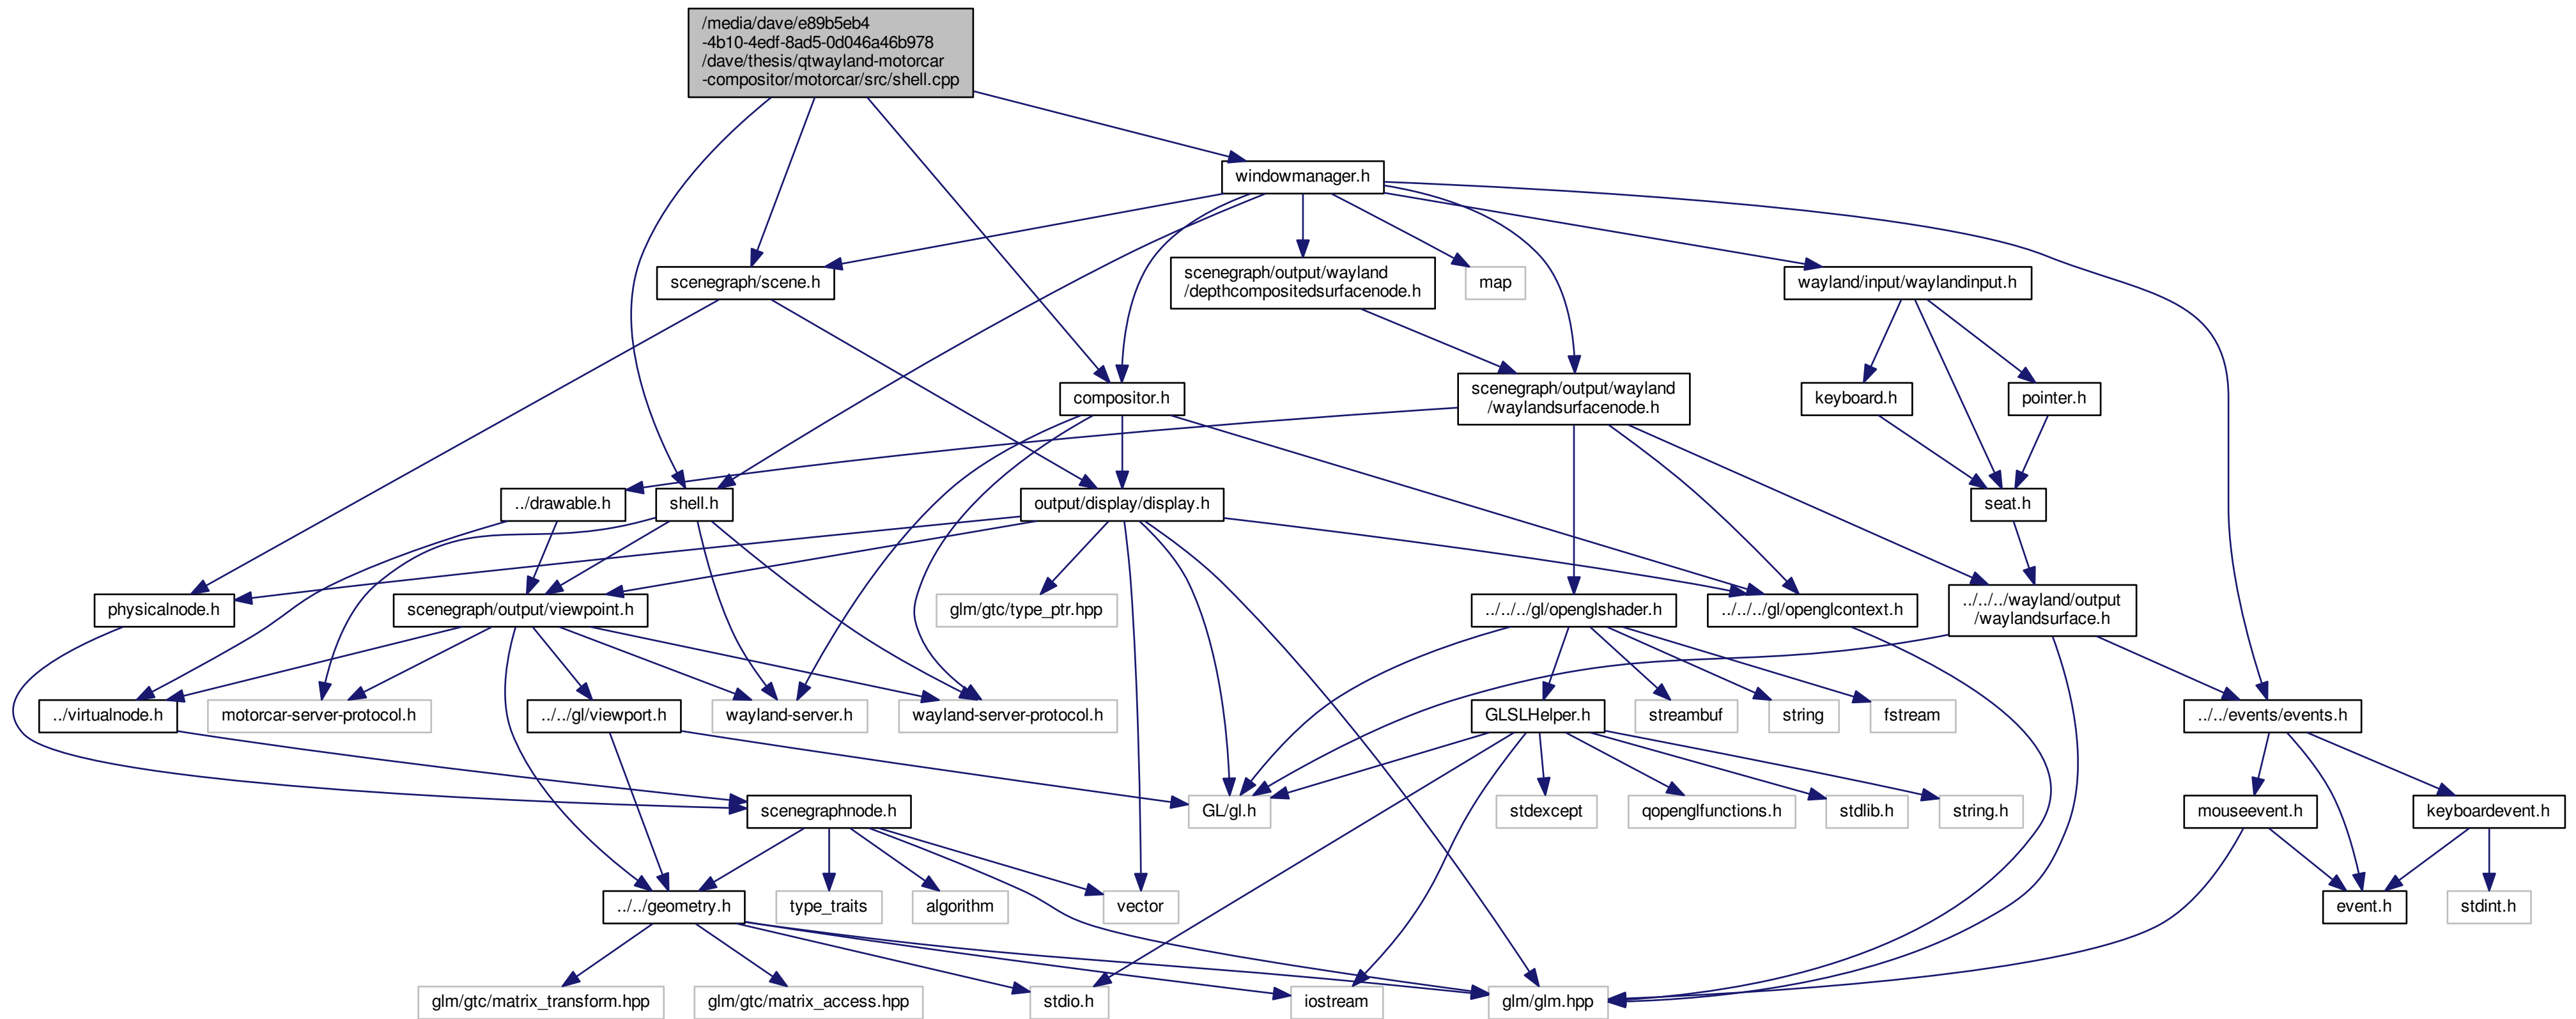 /media/dave/e89b5eb4
-4b10-4edf-8ad5-0d046a46b978
/dave/thesis/qtwayland-motorcar
-compositor/motorcar/src/shell.cpp
windowmanager.h
scenegraph/scene.h
scenegraph/output/wayland
/depthcompositedsurfacenode.h
map
wayland/input/waylandinput.h
compositor.h
scenegraph/output/wayland
/waylandsurfacenode.h
keyboard.h
pointer.h
../drawable.h
shell.h
output/display/display.h
seat.h
physicalnode.h
scenegraph/output/viewpoint.h
glm/gtc/type_ptr.hpp
../../../gl/openglshader.h
../../../gl/openglcontext.h
../../../wayland/output
/waylandsurface.h
../virtualnode.h
motorcar-server-protocol.h
../../gl/viewport.h
wayland-server.h
wayland-server-protocol.h
GLSLHelper.h
streambuf
string
fstream
../../events/events.h
scenegraphnode.h
GL/gl.h
stdexcept
qopenglfunctions.h
stdlib.h
string.h
mouseevent.h
keyboardevent.h
../../geometry.h
type_traits
algorithm
vector
event.h
stdint.h
glm/gtc/matrix_transform.hpp
glm/gtc/matrix_access.hpp
stdio.h
iostream
glm/glm.hpp